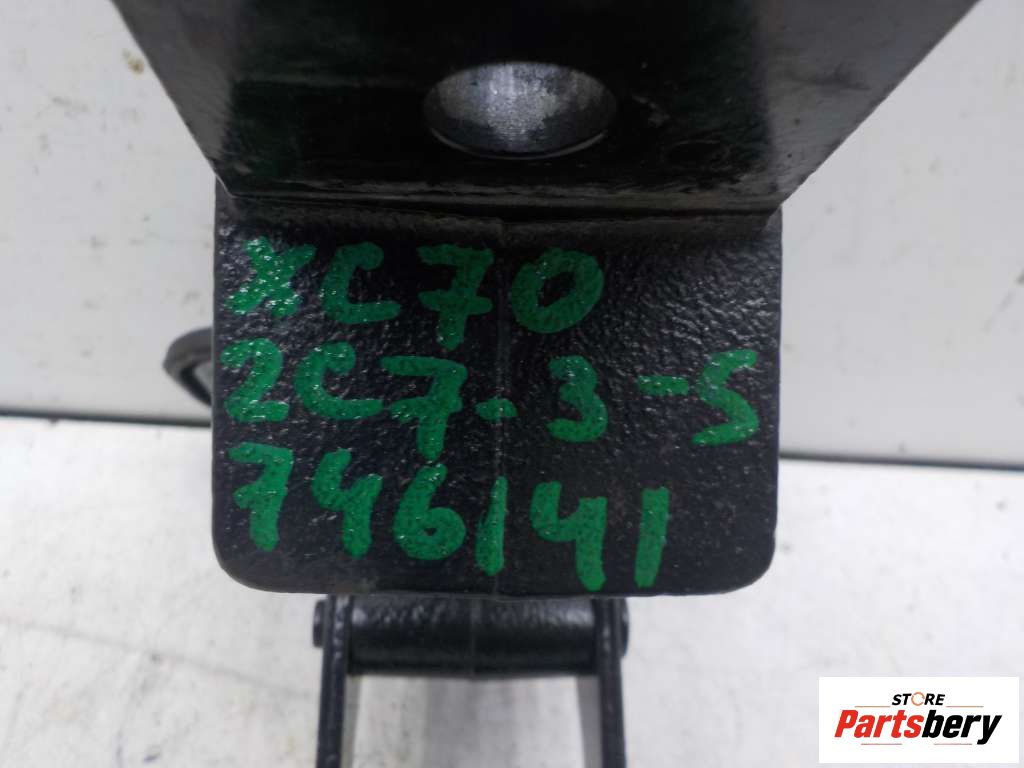 XC70
2C7-3-5
746141
STORE
Partsbery